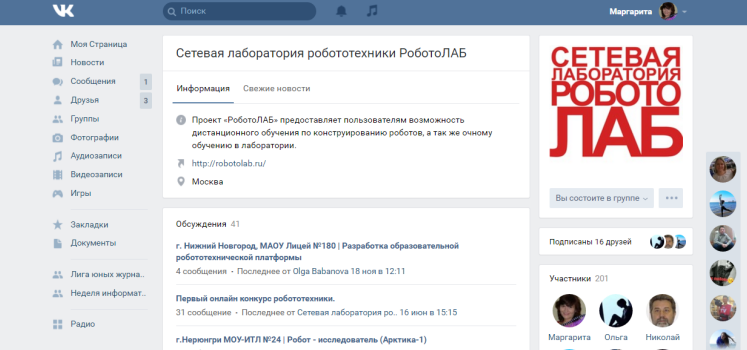 Поиск
Маргарита
Моя Страница
Новости
Сообщения 1
Друзья 3
Группы
Фотографии
Аудиозаписи
Видеозаписи
Игры
Закладки
Документы
Лига юных журна..
Неделя информат..
Радио
Сетевая лаборатория робототехники РоботоЛАБ
Информация Свежие новости
Проект «РоботоЛАБ» предоставляет пользователям возможность
дистанционного обучения по конструированию роботов, а так же очному
обучению в лаборатории.
http://robotolab.ru/
Москва
Обсуждения 41
г. Нижний Новгород, МАОУ Лицей №180 | Разработка образовательной
робототехнической платформы
4 сообщения • Последнее от Olga Babanova 18 ноя в 12:11
Первый онлайн конкурс робототехники.
31 сообщение • Последнее от Сетевая лаборатория ро.. 16 июн в 15:15
г.Нерюнгри МОУ-ИТЛ №24 | Робот - исследователь (Арктика-1)
СЕТЕВАЯ
ЛАБОРАТОРИЯ
РОБОТО
ЛАБ
Вы состоите в группе
Подписаны 16 друзей
Участники 201
Маргарита Ольга Николай